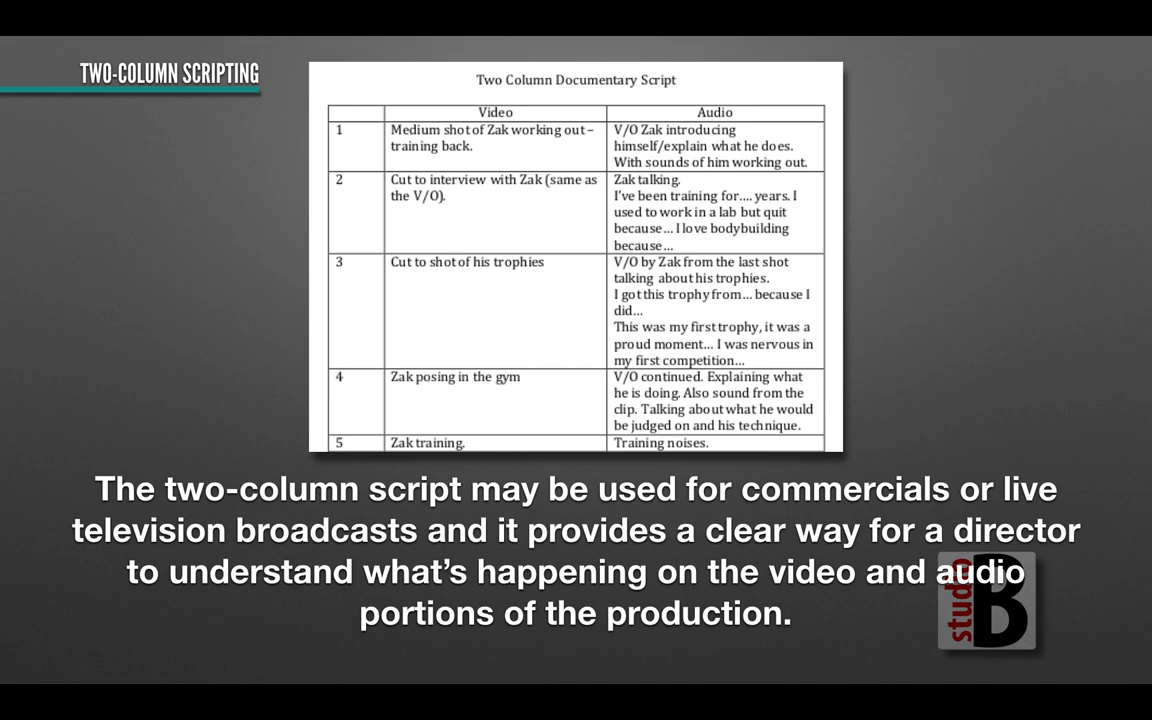 TWO-COLUMN SCRIPTING
Two Column Documentary Script
Video Audio
1 Medium shot of Zak working out – V/O Zak introducing
training back. himself/explain what he does.
With sounds of him working out.
2 Cut to interview with Zak (same as Zak talking.
the V/O). I've been training for.... years. I
used to work in a lab but quit
because... I love bodybuilding
because...
3 Cut to shot of his trophies V/O by Zak from the last shot
talking about his trophies.
I got this trophy from... because I
did...
This was my first trophy, it was a
proud moment... I was nervous in
my first competition...
4 Zak posing in the gym V/O continued. Explaining what
he is doing. Also sound from the
clip. Talking about what he would
be judged on and his technique.
5 Zak training. Training noises.
The two-column script may be used for commercials or live
television broadcasts and it provides a clear way for a director
to understand what's happening on the video and audio
portions of the production.
studio B